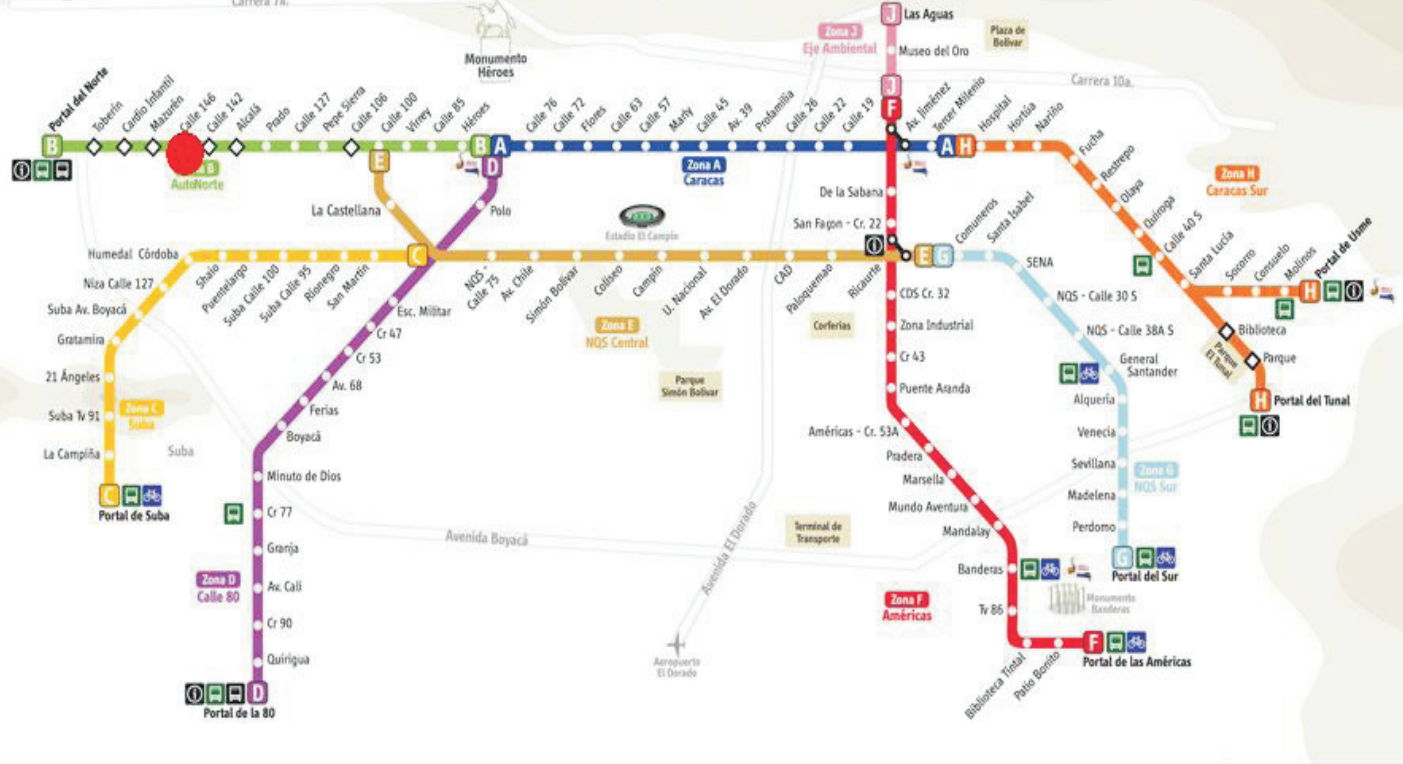 Carrera 7a.
Monumento
Héroes
Zona J
Eje Ambiental
J
Las Aguas
Museo del Oro
J
F
Plaza de
Bolivar
Carrera 10a.
Portal del Norte
B
Toberín
Cardio Infantil
Mazurén
Calle 146
Calle 142
Alcalá
Prado
Calle 127
Pepe Sierra
Calle 106
Calle 100
Virrey
Calle 85
Héroes
B
A
D
E
AutoNorte
Calle 76
Calle 72
Flores
Calle 63
Calle 57
Marly
Calle 45
Av. 39
Profamilia
Calle 26
Calle 22
Calle 19
Av. Jiménez
Tercer Milenio
Zona A
Caracas
A
H
Hospital
Hortúa
Nariño
Fucha
Restrepo
Olaya
Quiroga
Calle 40 S
Santa Lucía
Socorro
Consuelo
Molinos
Portal de Usme
H
Zona H
Caracas Sur
Biblioteca
Parque
Parque
El Tunal
H
Portal del Tunal
La Castellana
Polo
Estadio El Campín
De la Sabana
San Façon - Cr. 22
Humedal Córdoba
Niza Calle 127
Suba Av. Boyacá
Gratamira
21 Ángeles
Suba Tv 91
La Campiña
C
Portal de Suba
Zona C
Suba
Suba
Shaio
Puentelargo
Suba Calle 100
Suba Calle 95
Rionegro
San Martín
C
NQS -
Calle 75
Av. Chile
Simón Bolívar
Coliseo
Campín
U. Nacional
Av. El Dorado
CAD
Paloquemao
Ricaurte
E
G
Comuneros
Santa Isabel
SENA
NQS - Calle 30 S
NQS - Calle 38A S
General
Santander
Alquería
Venecia
Sevillana
Madelena
Perdomo
G
Portal del Sur
Zona G
NQS Sur
Zona E
NQS Central
Parque
Simón Bolívar
Corferias
Esc. Militar
Cr 47
Cr 53
Av. 68
Ferias
Boyacá
Minuto de Dios
Cr 77
Granja
Av. Cali
Cr 90
Quirigua
D
Portal de la 80
Zona D
Calle 80
Avenida Boyacá
Avenida El Dorado
Aeropuerto
El Dorado
Terminal de
Transporte
CDS Cr. 32
Zona Industrial
Cr 43
Puente Aranda
Américas - Cr. 53A
Pradera
Marsella
Mundo Aventura
Mandalay
Banderas
Tv 86
Biblioteca Tintal
Patio Bonito
F
Portal de las Américas
Zona F
Américas
Monumento
Banderas